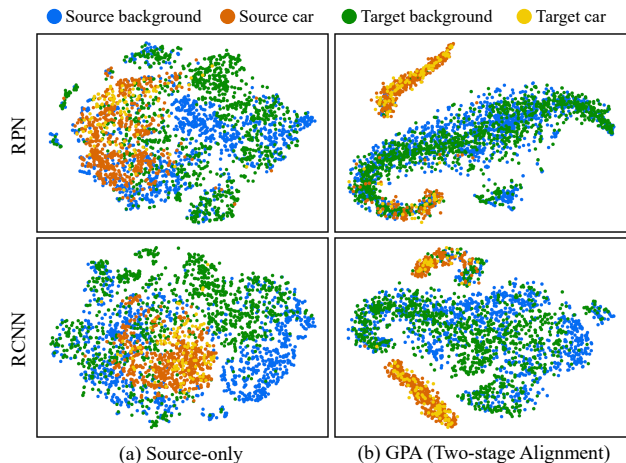 Source background Source car Target background Target car
RPN
RCNN
(a) Source-only (b) GPA (Two-stage Alignment)